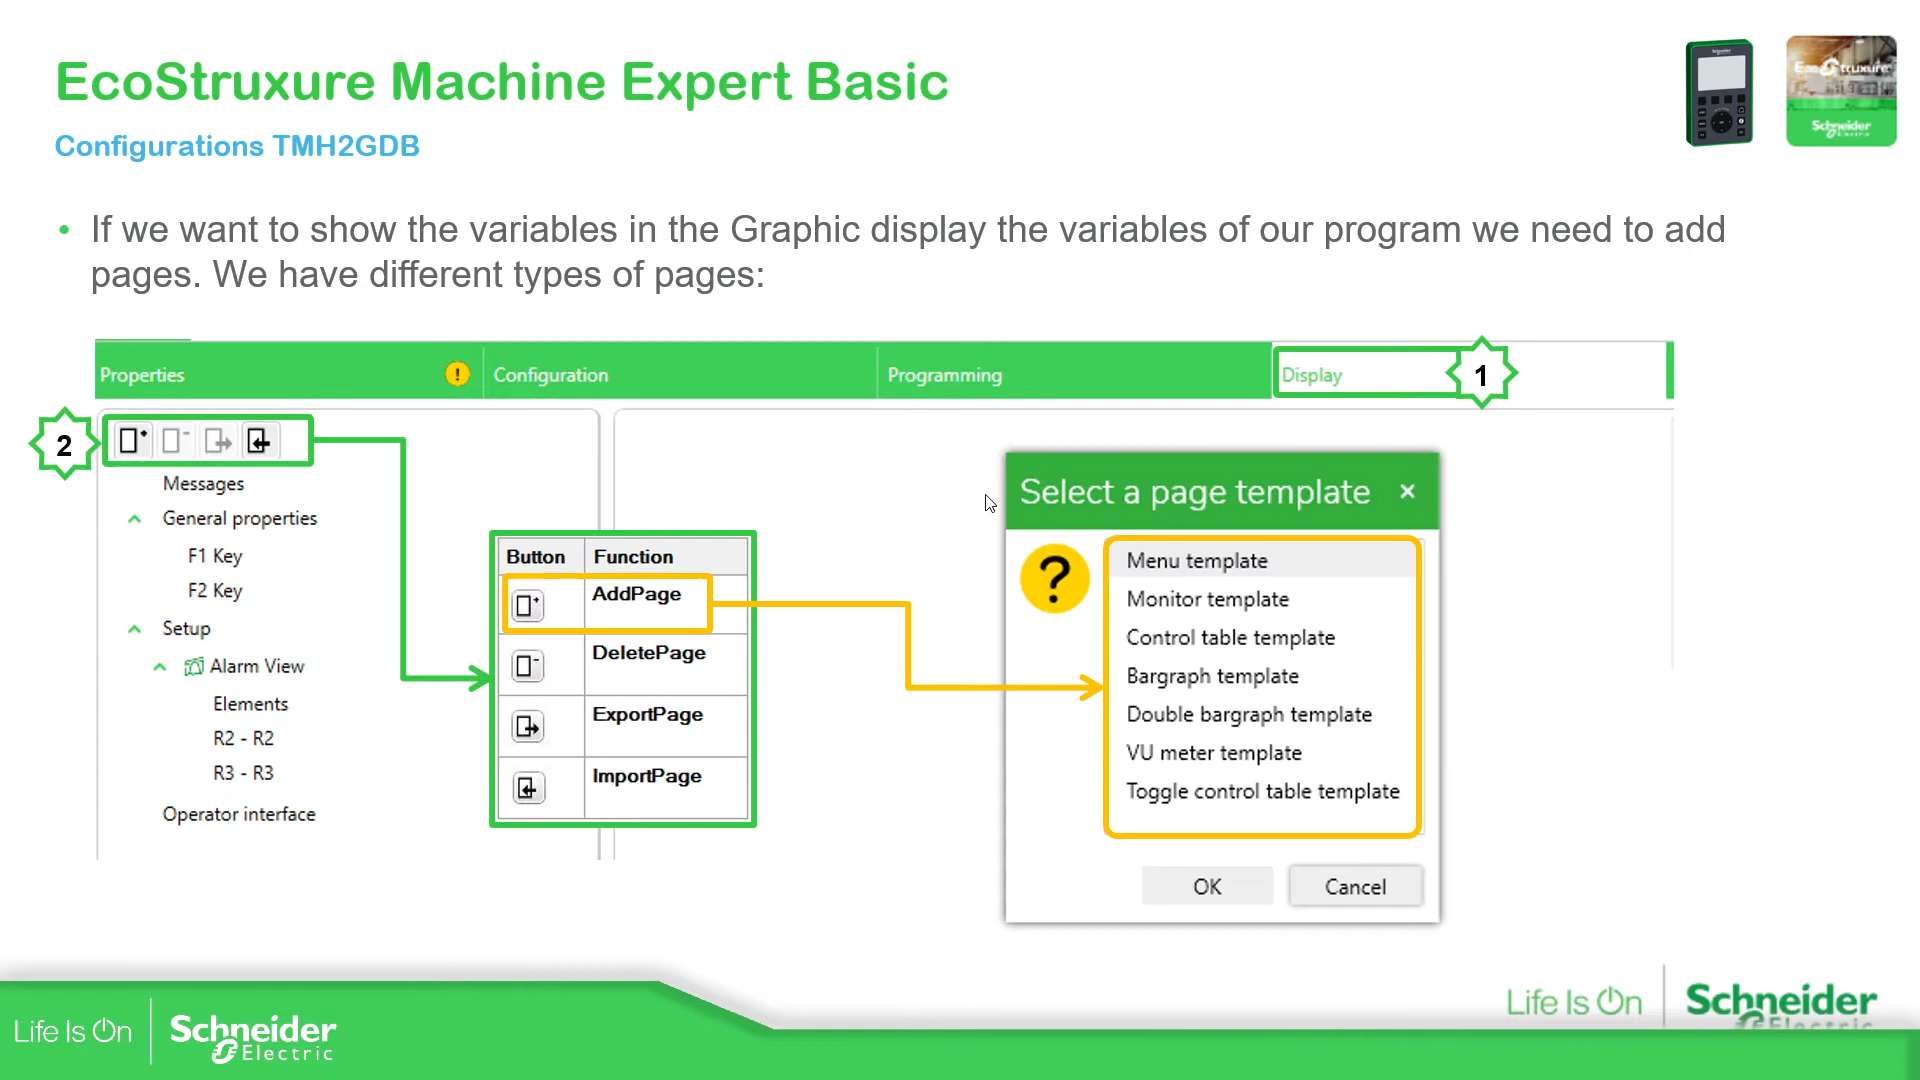 EcoStruxure Machine Expert Basic
Configurations TMH2GDB
EcoStruxure
Schneider
Electric
• If we want to show the variables in the Graphic display the variables of our program we need to add
pages. We have different types of pages:
Properties ! Configuration Programming Display 1
2
Messages
General properties
F1 Key
F2 Key
Setup
Alarm View
Elements
R2 - R2
R3 - R3
Operator interface
Button Function
AddPage
DeletePage
ExportPage
ImportPage
Select a page template ×
?
Menu template
Monitor template
Control table template
Bargraph template
Double bargraph template
VU meter template
Toggle control table template
OK Cancel
Life Is On Schneider
Electric
Life Is On Schneider
Electric